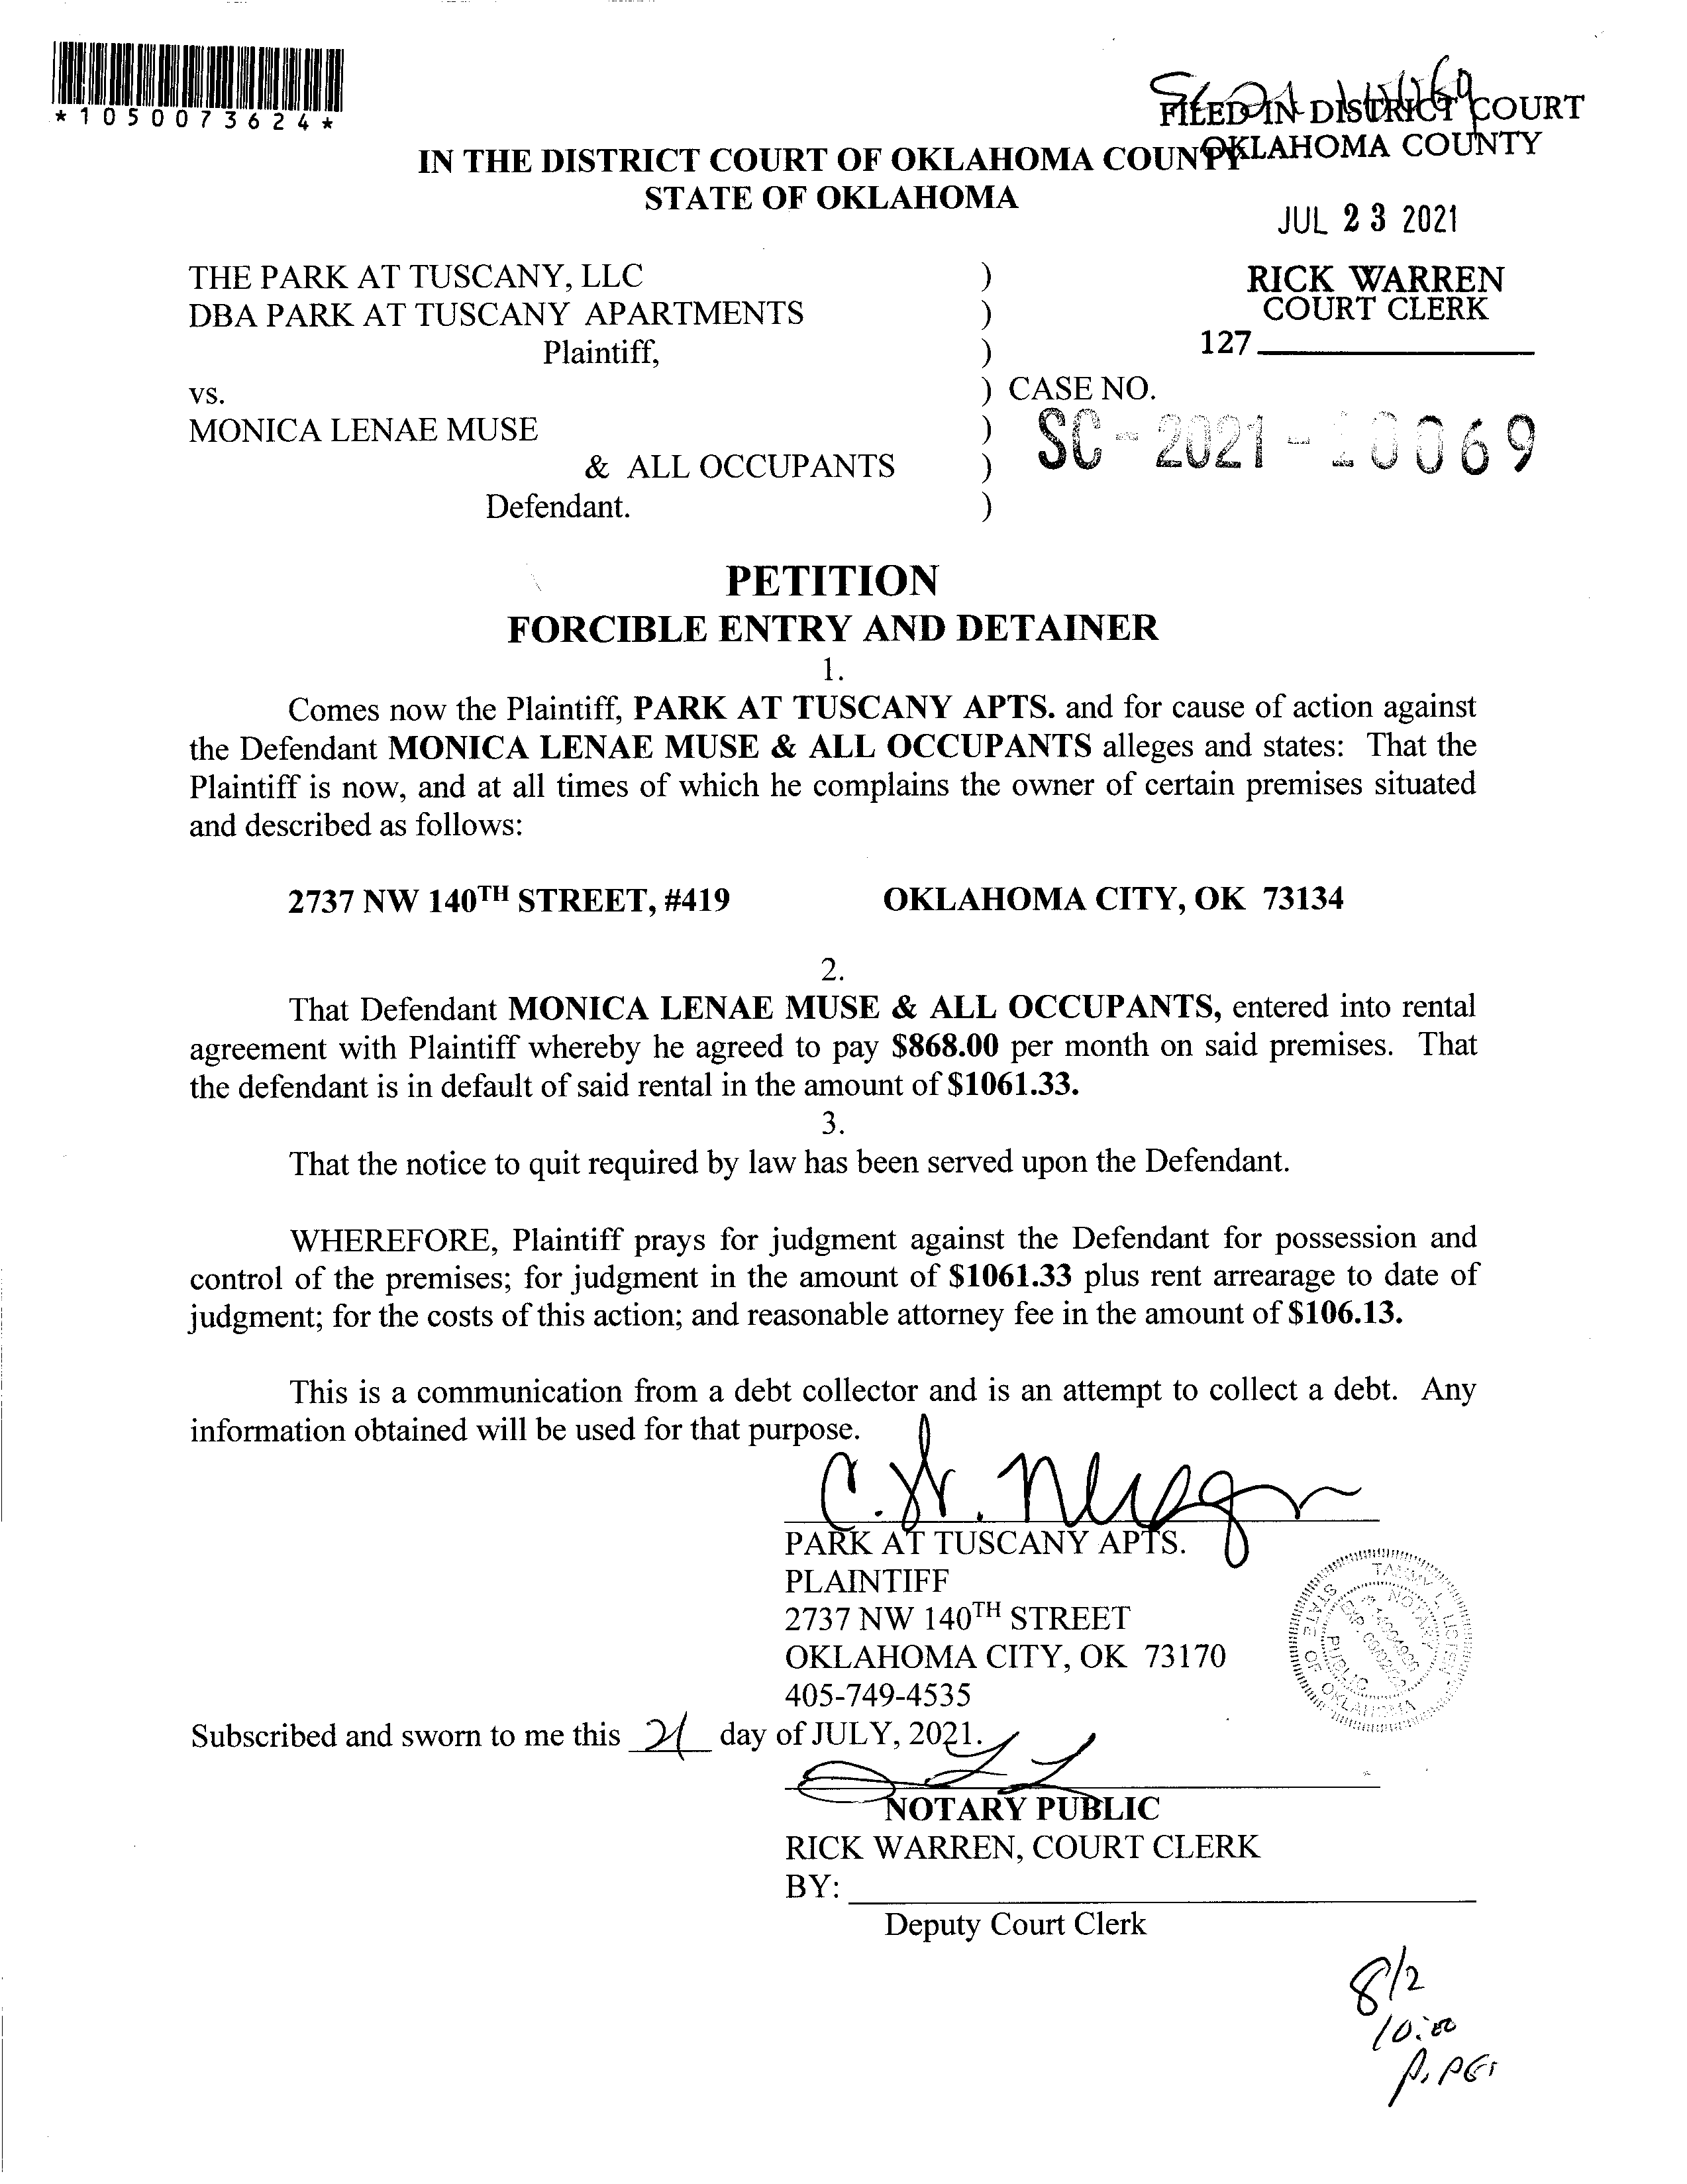 *1050073624*
FILED IN DISTRICT COURT
OKLAHOMA COUNTY
IN THE DISTRICT COURT OF OKLAHOMA COUNTY
STATE OF OKLAHOMA
JUL 23 2021
RICK WARREN
COURT CLERK
127
THE PARK AT TUSCANY, LLC )
DBA PARK AT TUSCANY APARTMENTS )
Plaintiff, )
vs. ) CASE NO.
MONICA LENAE MUSE ) SC-2021-10069
& ALL OCCUPANTS )
Defendant. )
PETITION
FORCIBLE ENTRY AND DETAINER
1.
Comes now the Plaintiff, PARK AT TUSCANY APTS. and for cause of action against
the Defendant MONICA LENAE MUSE & ALL OCCUPANTS alleges and states: That the
Plaintiff is now, and at all times of which he complains the owner of certain premises situated
and described as follows:
2737 NW 140TH STREET, #419 OKLAHOMA CITY, OK 73134
2.
That Defendant MONICA LENAE MUSE & ALL OCCUPANTS, entered into rental
agreement with Plaintiff whereby he agreed to pay $868.00 per month on said premises. That
the defendant is in default of said rental in the amount of $1061.33.
3.
That the notice to quit required by law has been served upon the Defendant.
WHEREFORE, Plaintiff prays for judgment against the Defendant for possession and
control of the premises; for judgment in the amount of $1061.33 plus rent arrearage to date of
judgment; for the costs of this action; and reasonable attorney fee in the amount of $106.13.
This is a communication from a debt collector and is an attempt to collect a debt. Any
information obtained will be used for that purpose.
PARK AT TUSCANY APTS.
PLAINTIFF
2737 NW 140TH STREET
OKLAHOMA CITY, OK 73170
405-749-4535
STATE OF OKLAHOMA
NOTARY
PUBLIC
Subscribed and sworn to me this 21 day of JULY, 2021.
NOTARY PUBLIC
RICK WARREN, COURT CLERK
BY:
Deputy Court Clerk
8/2
10:00